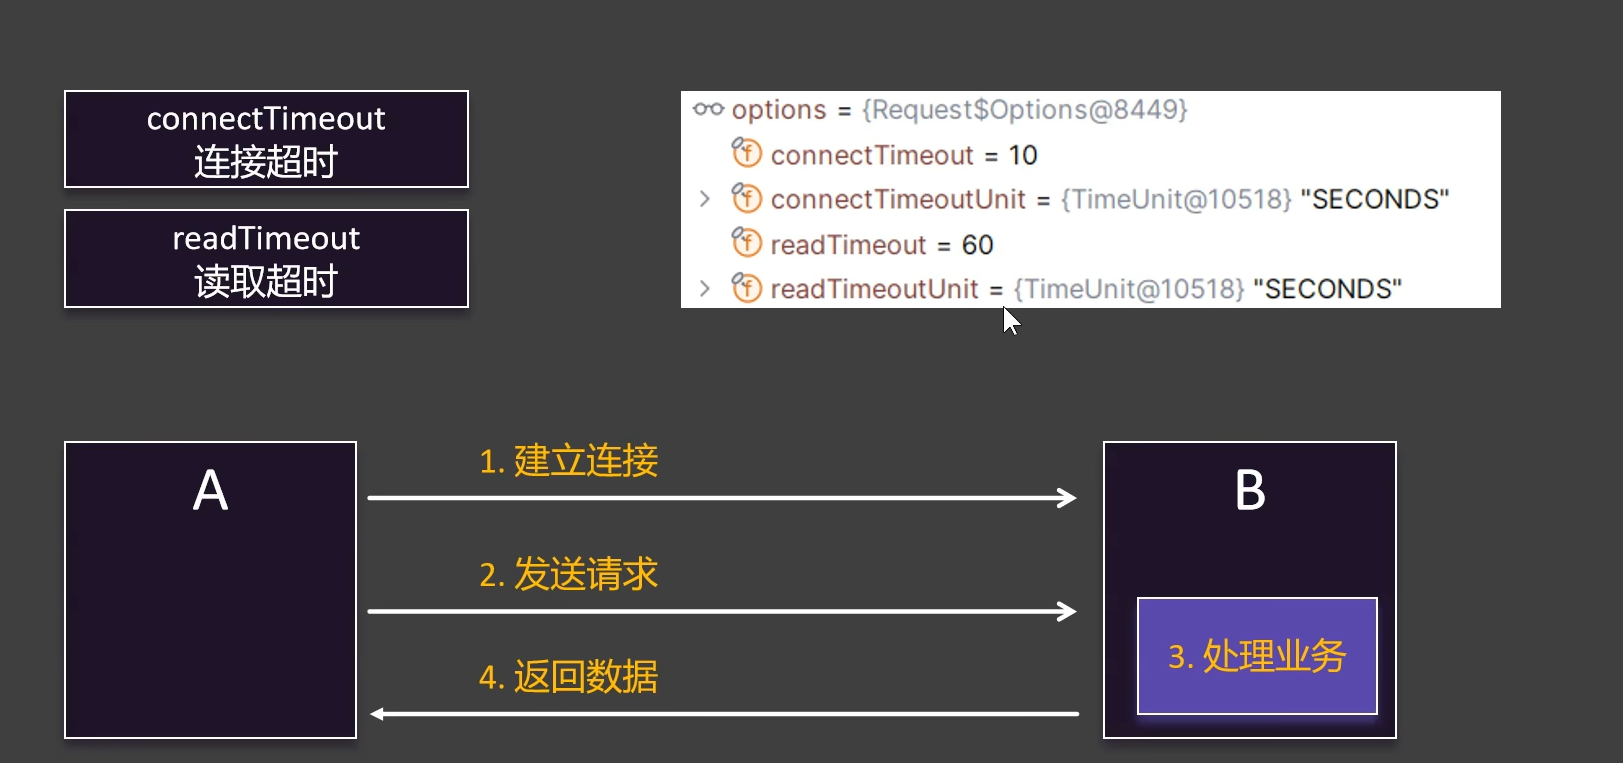 connectTimeout
连接超时
readTimeout
读取超时
options = {Request$Options@8449}
connectTimeout = 10
connectTimeoutUnit = {TimeUnit@10518} "SECONDS"
readTimeout = 60
readTimeoutUnit = {TimeUnit@10518} "SECONDS"
A
1. 建立连接
2. 发送请求
4. 返回数据
B
3. 处理业务